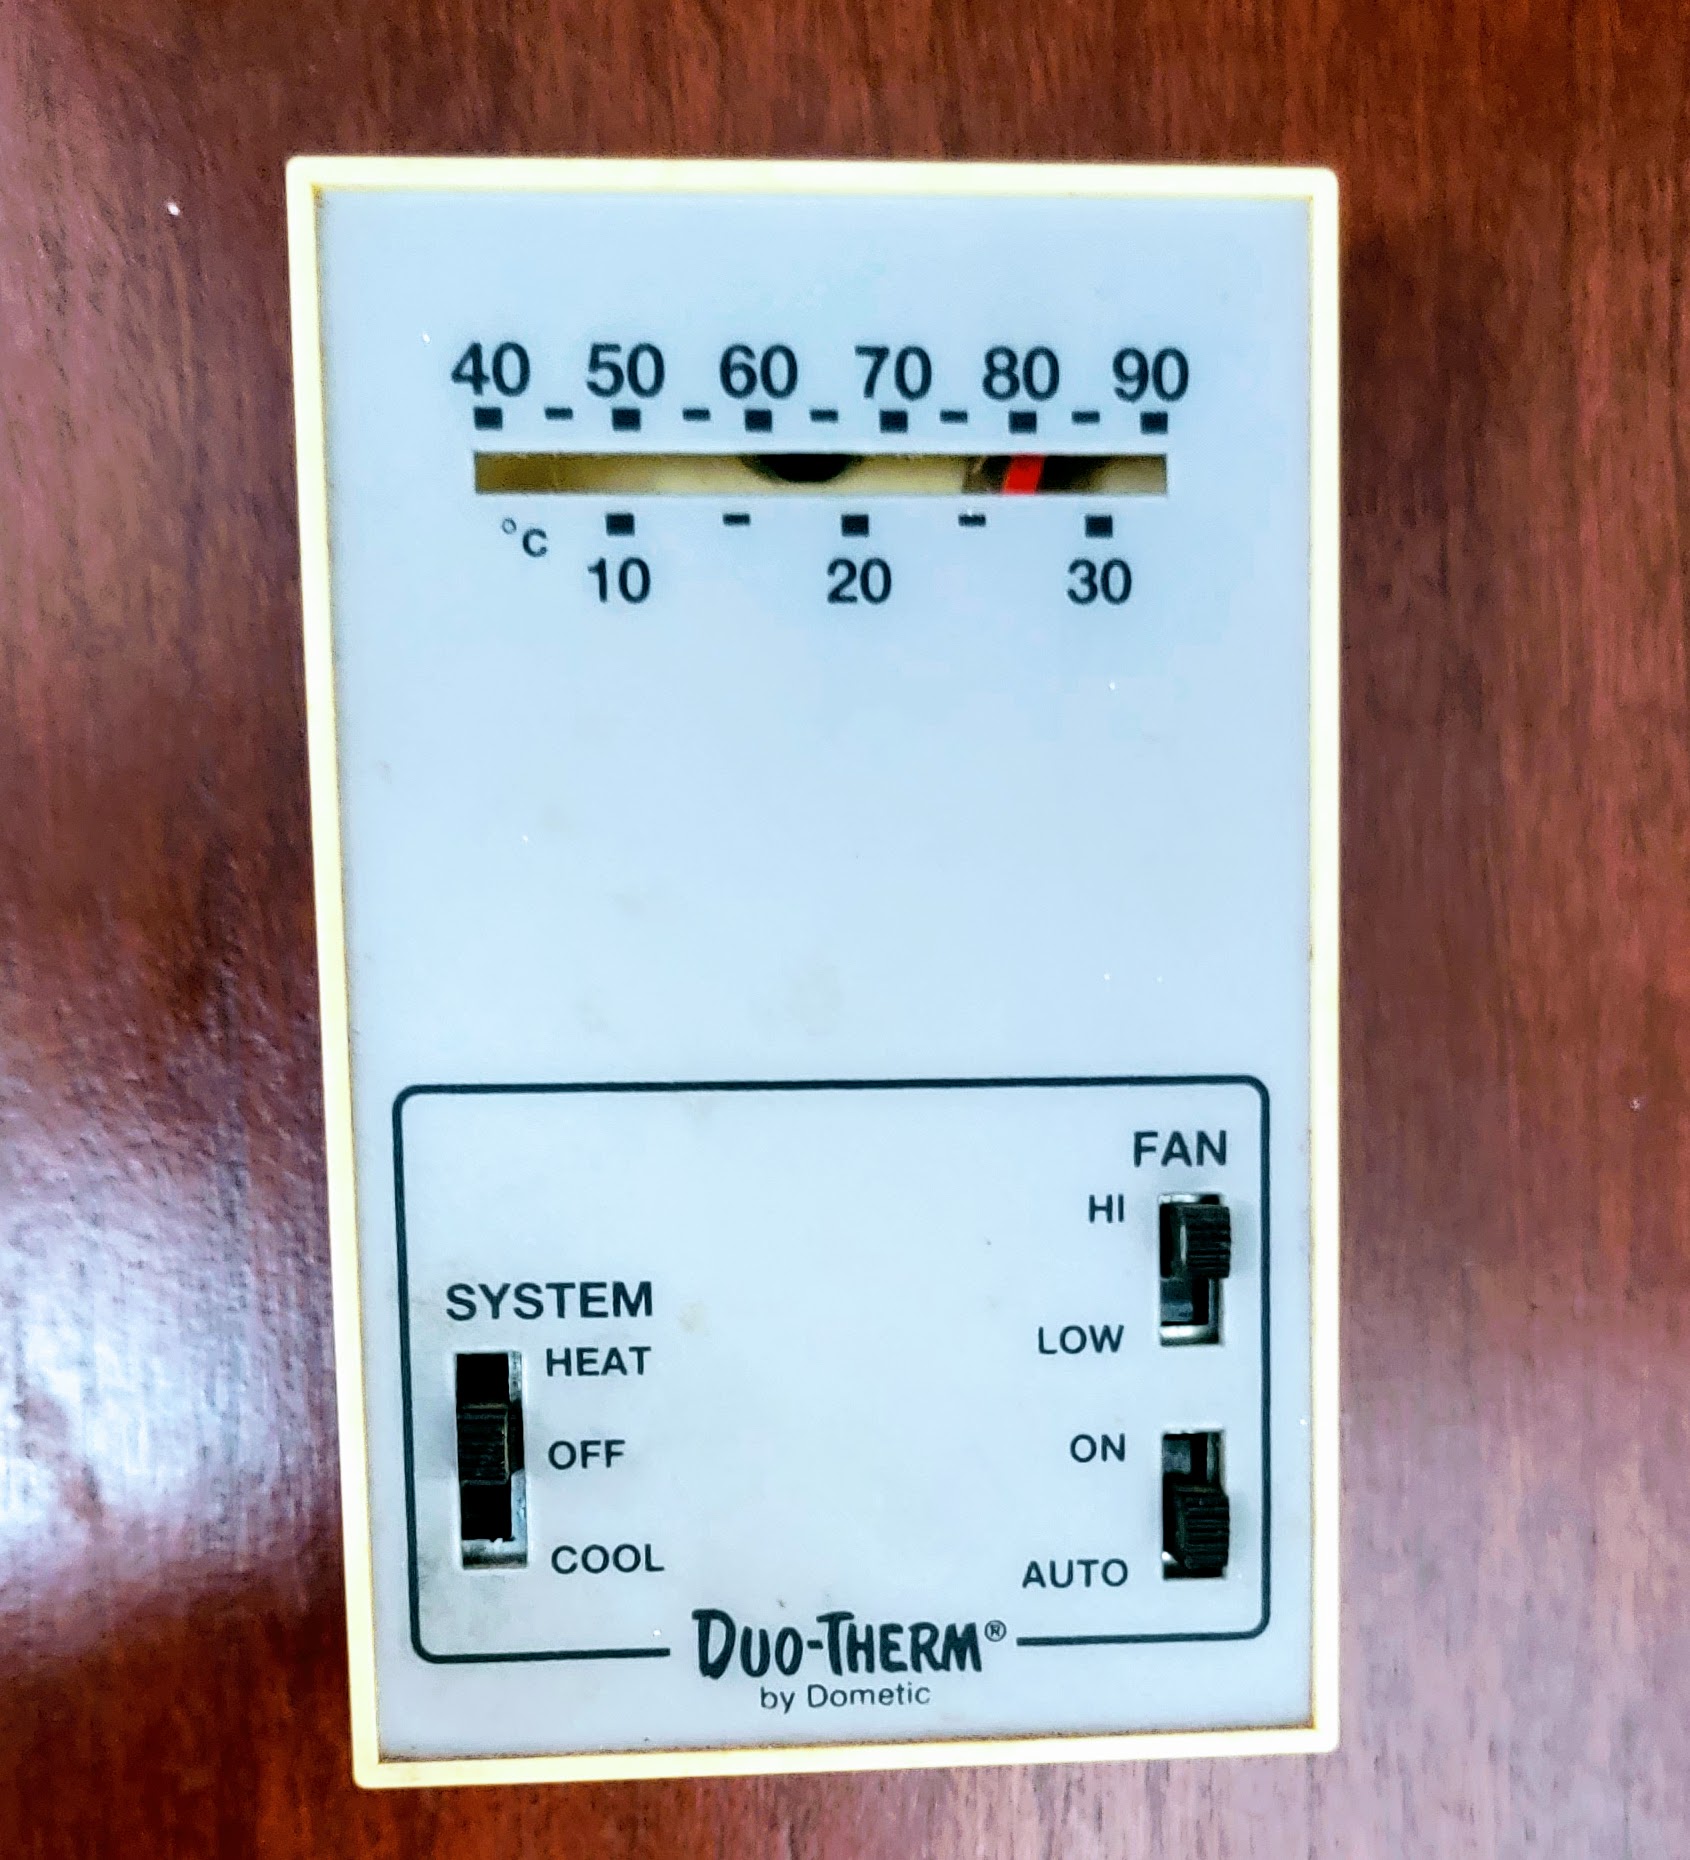 40 50 60 70 80 90
°C
10 20 30
FAN
HI
LOW
SYSTEM
HEAT
OFF
COOL
ON
AUTO
DUO-THERM®
by Dometic